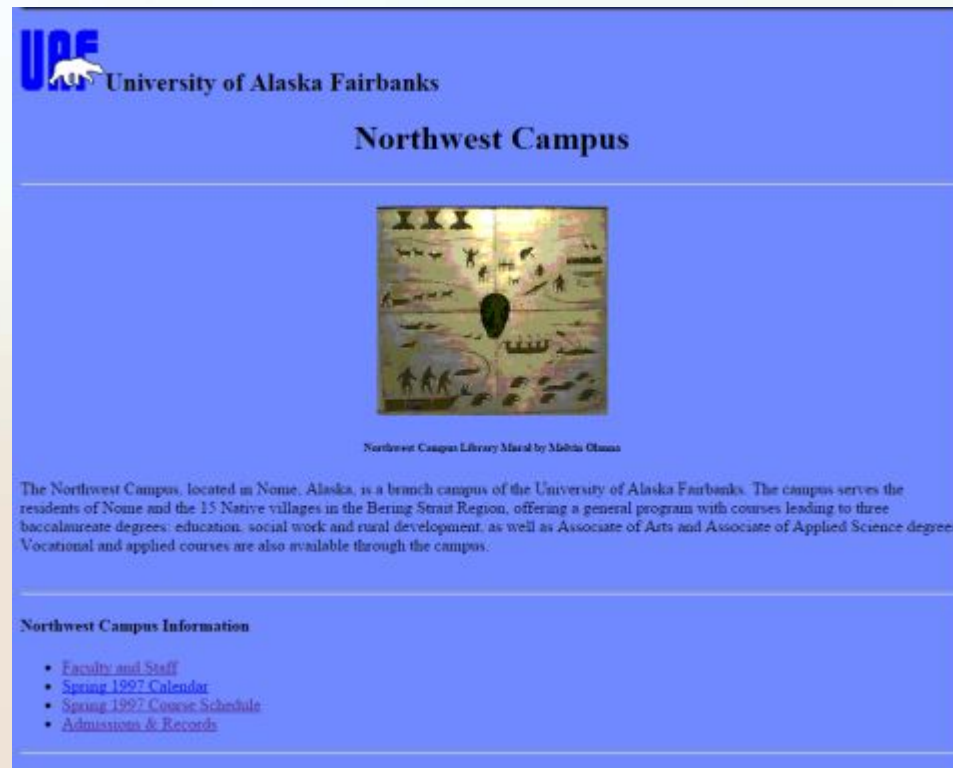 UAF
University of Alaska Fairbanks
Northwest Campus
Northwest Campus Library Mural by Melvin Olanna
The Northwest Campus, located in Nome, Alaska, is a branch campus of the University of Alaska Fairbanks. The campus serves the
residents of Nome and the 15 Native villages in the Bering Strait Region, offering a general program with courses leading to three
baccalaureate degrees: education, social work and rural development, as well as Associate of Arts and Associate of Applied Science degree
Vocational and applied courses are also available through the campus.
Northwest Campus Information
Faculty and Staff
Spring 1997 Calendar
Spring 1997 Course Schedule
Admissions & Records